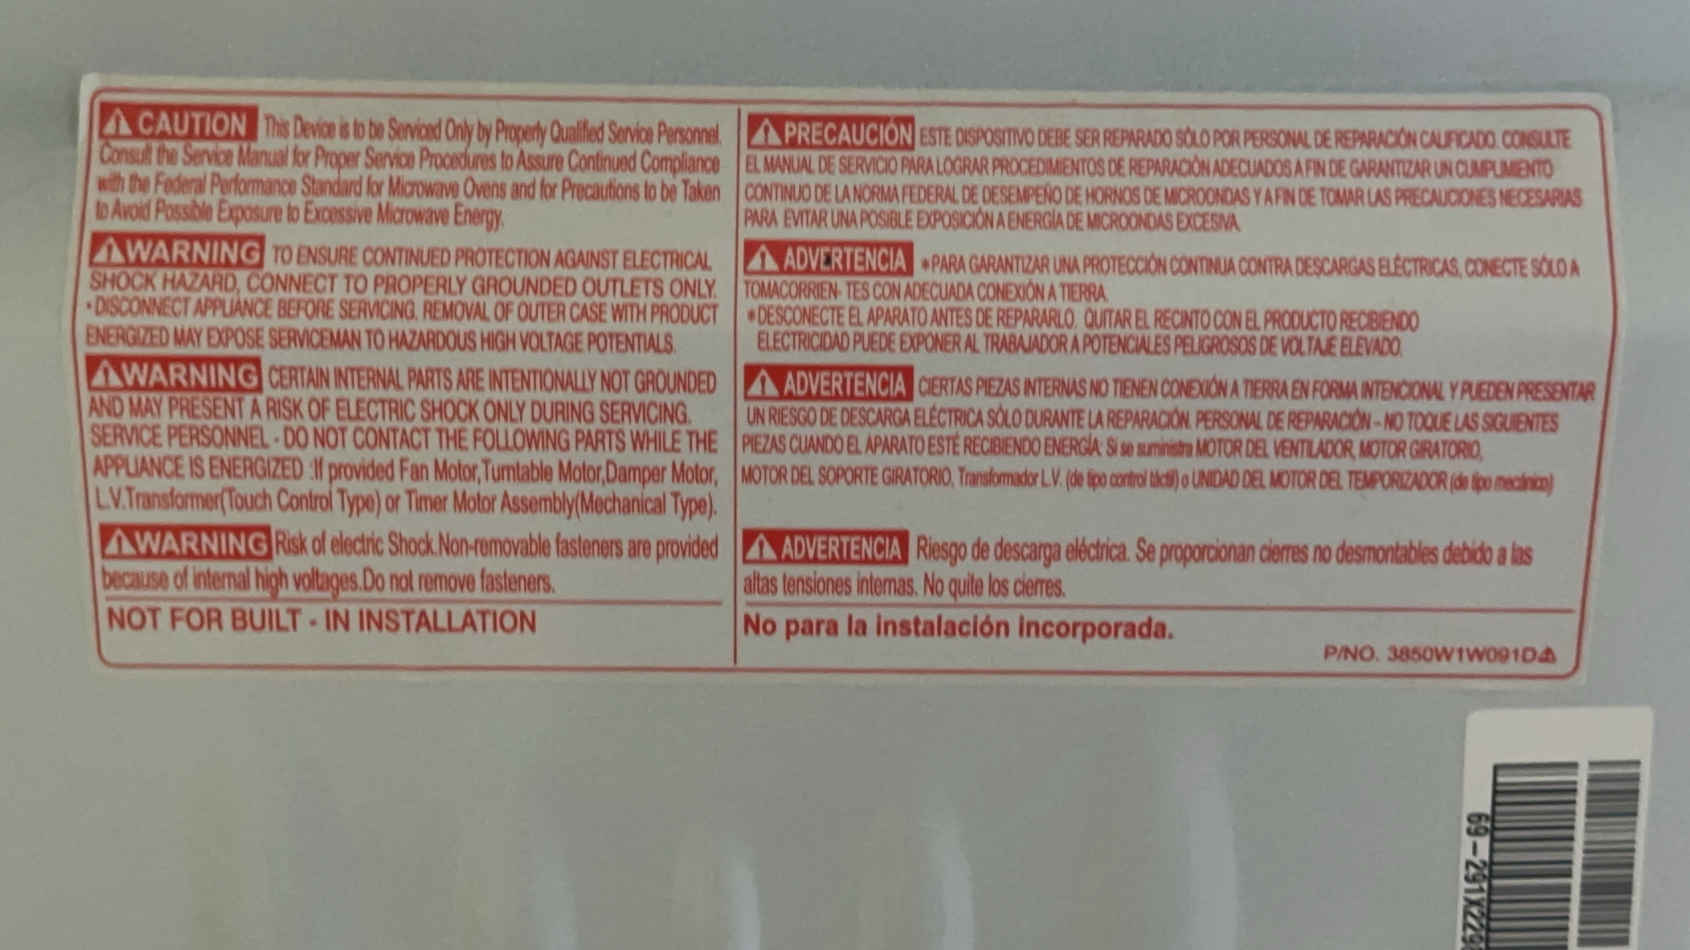 ⚠ CAUTION This Device is to be Serviced Only by Properly Qualified Service Personnel.
Consult the Service Manual for Proper Service Procedures to Assure Continued Compliance
with the Federal Performance Standard for Microwave Ovens and for Precautions to be Taken
to Avoid Possible Exposure to Excessive Microwave Energy.
⚠WARNING TO ENSURE CONTINUED PROTECTION AGAINST ELECTRICAL
SHOCK HAZARD, CONNECT TO PROPERLY GROUNDED OUTLETS ONLY.
• DISCONNECT APPLIANCE BEFORE SERVICING. REMOVAL OF OUTER CASE WITH PRODUCT
ENERGIZED MAY EXPOSE SERVICEMAN TO HAZARDOUS HIGH VOLTAGE POTENTIALS.
⚠WARNING CERTAIN INTERNAL PARTS ARE INTENTIONALLY NOT GROUNDED
AND MAY PRESENT A RISK OF ELECTRIC SHOCK ONLY DURING SERVICING.
SERVICE PERSONNEL - DO NOT CONTACT THE FOLLOWING PARTS WHILE THE
APPLIANCE IS ENERGIZED :If provided Fan Motor,Turntable Motor,Damper Motor,
L.V.Transformer(Touch Control Type) or Timer Motor Assembly(Mechanical Type).
⚠WARNING Risk of electric Shock.Non-removable fasteners are provided
because of internal high voltages.Do not remove fasteners.
NOT FOR BUILT - IN INSTALLATION
⚠ PRECAUCIÓN ESTE DISPOSITIVO DEBE SER REPARADO SÓLO POR PERSONAL DE REPARACIÓN CALIFICADO. CONSULTE
EL MANUAL DE SERVICIO PARA LOGRAR PROCEDIMIENTOS DE REPARACIÓN ADECUADOS A FIN DE GARANTIZAR UN CUMPLIMIENTO
CONTINUO DE LA NORMA FEDERAL DE DESEMPEÑO DE HORNOS DE MICROONDAS Y A FIN DE TOMAR LAS PRECAUCIONES NECESARIAS
PARA EVITAR UNA POSIBLE EXPOSICIÓN A ENERGÍA DE MICROONDAS EXCESIVA.
⚠ ADVERTENCIA •PARA GARANTIZAR UNA PROTECCIÓN CONTINUA CONTRA DESCARGAS ELÉCTRICAS, CONECTE SÓLO A
TOMACORRIEN- TES CON ADECUADA CONEXIÓN A TIERRA.
•DESCONECTE EL APARATO ANTES DE REPARARLO. QUITAR EL RECINTO CON EL PRODUCTO RECIBIENDO
ELECTRICIDAD PUEDE EXPONER AL TRABAJADOR A POTENCIALES PELIGROSOS DE VOLTAJE ELEVADO.
⚠ ADVERTENCIA CIERTAS PIEZAS INTERNAS NO TIENEN CONEXIÓN A TIERRA EN FORMA INTENCIONAL Y PUEDEN PRESENTAR
UN RIESGO DE DESCARGA ELÉCTRICA SÓLO DURANTE LA REPARACIÓN. PERSONAL DE REPARACIÓN – NO TOQUE LAS SIGUIENTES
PIEZAS CUANDO EL APARATO ESTÉ RECIBIENDO ENERGÍA: Si se suministra MOTOR DEL VENTILADOR, MOTOR GIRATORIO,
MOTOR DEL SOPORTE GIRATORIO, Transformador L.V. (de tipo control táctil) o UNIDAD DEL MOTOR DEL TEMPORIZADOR (de tipo mecánico)
⚠ ADVERTENCIA Riesgo de descarga eléctrica. Se proporcionan cierres no desmontables debido a las
altas tensiones internas. No quite los cierres.
No para la instalación incorporada.
P/NO. 3850W1W091D⚠
69-291X229